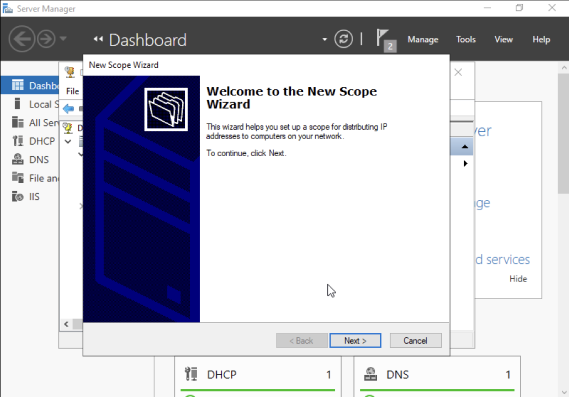 Server Manager
Dashboard
2
Manage
Tools
View
Help
New Scope Wizard
Dashb
Local S
All Ser
DHCP
DNS
File an
IIS
File
D
Welcome to the New Scope
Wizard
This wizard helps you set up a scope for distributing IP
addresses to computers on your network.
To continue, click Next.
ver
ge
d services
Hide
< Back
Next >
Cancel
DHCP
1
DNS
1